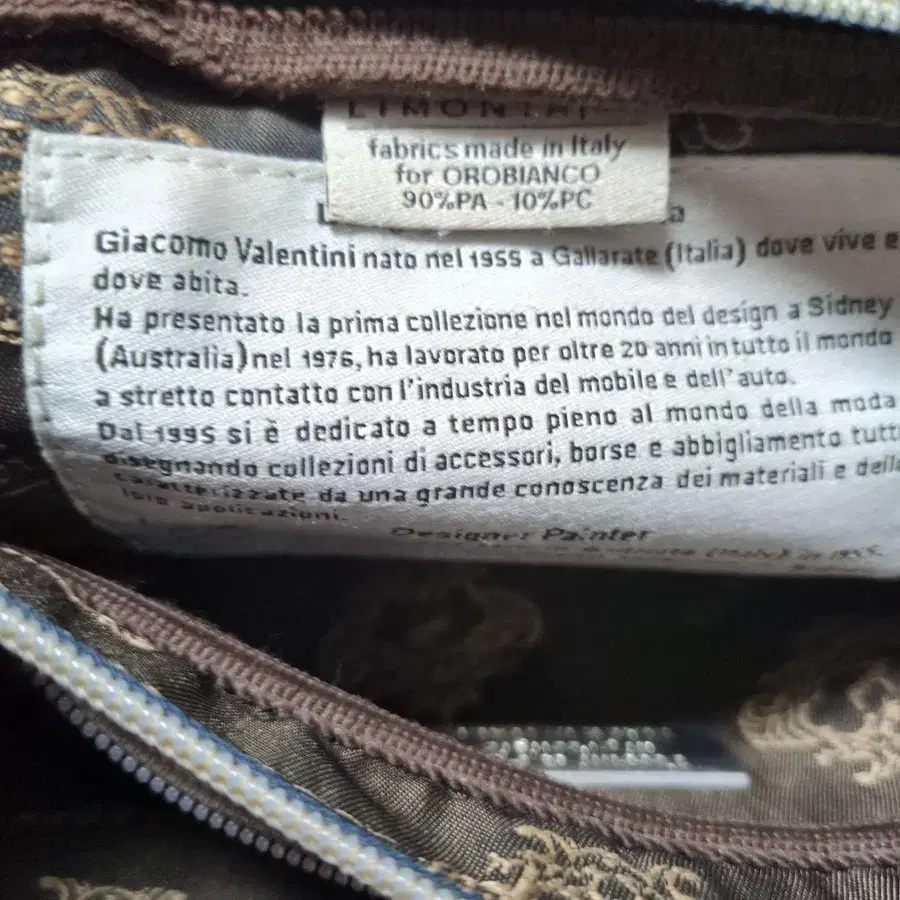 LIMONTA
fabrics made in Italy
for OROBIANCO
90%PA - 10%PC
Giacomo Valentini nato nel 1955 a Gallarate (Italia) dove vive e
dove abita.
Ha presentato la prima collezione nel mondo del design a Sidney
(Australia) nel 1976, ha lavorato per oltre 20 anni in tutto il mondo
a stretto contatto con l'industria del mobile e dell'auto.
Dal 1995 si è dedicato a tempo pieno al mondo della moda
disegnando collezioni di accessori, borse e abbigliamento tutt
caratterizzate da una grande conoscenza dei materiali e dell
loro applicazioni.
Designer Painter
(Italy) in 1955